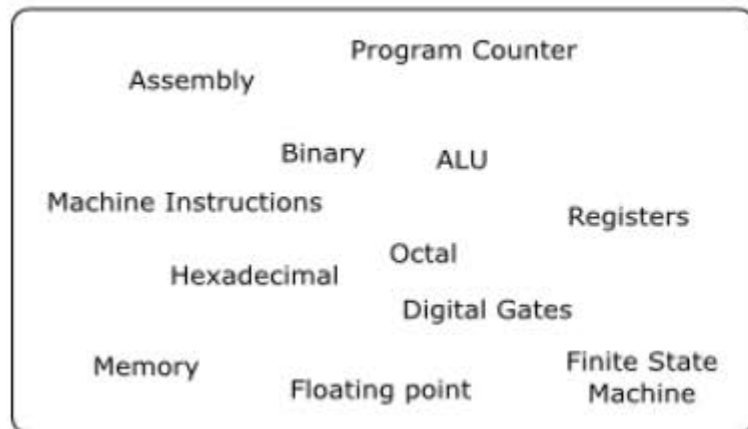 Program Counter
Assembly
Binary
ALU
Machine Instructions
Registers
Octal
Hexadecimal
Digital Gates
Memory
Finite State
Machine
Floating point